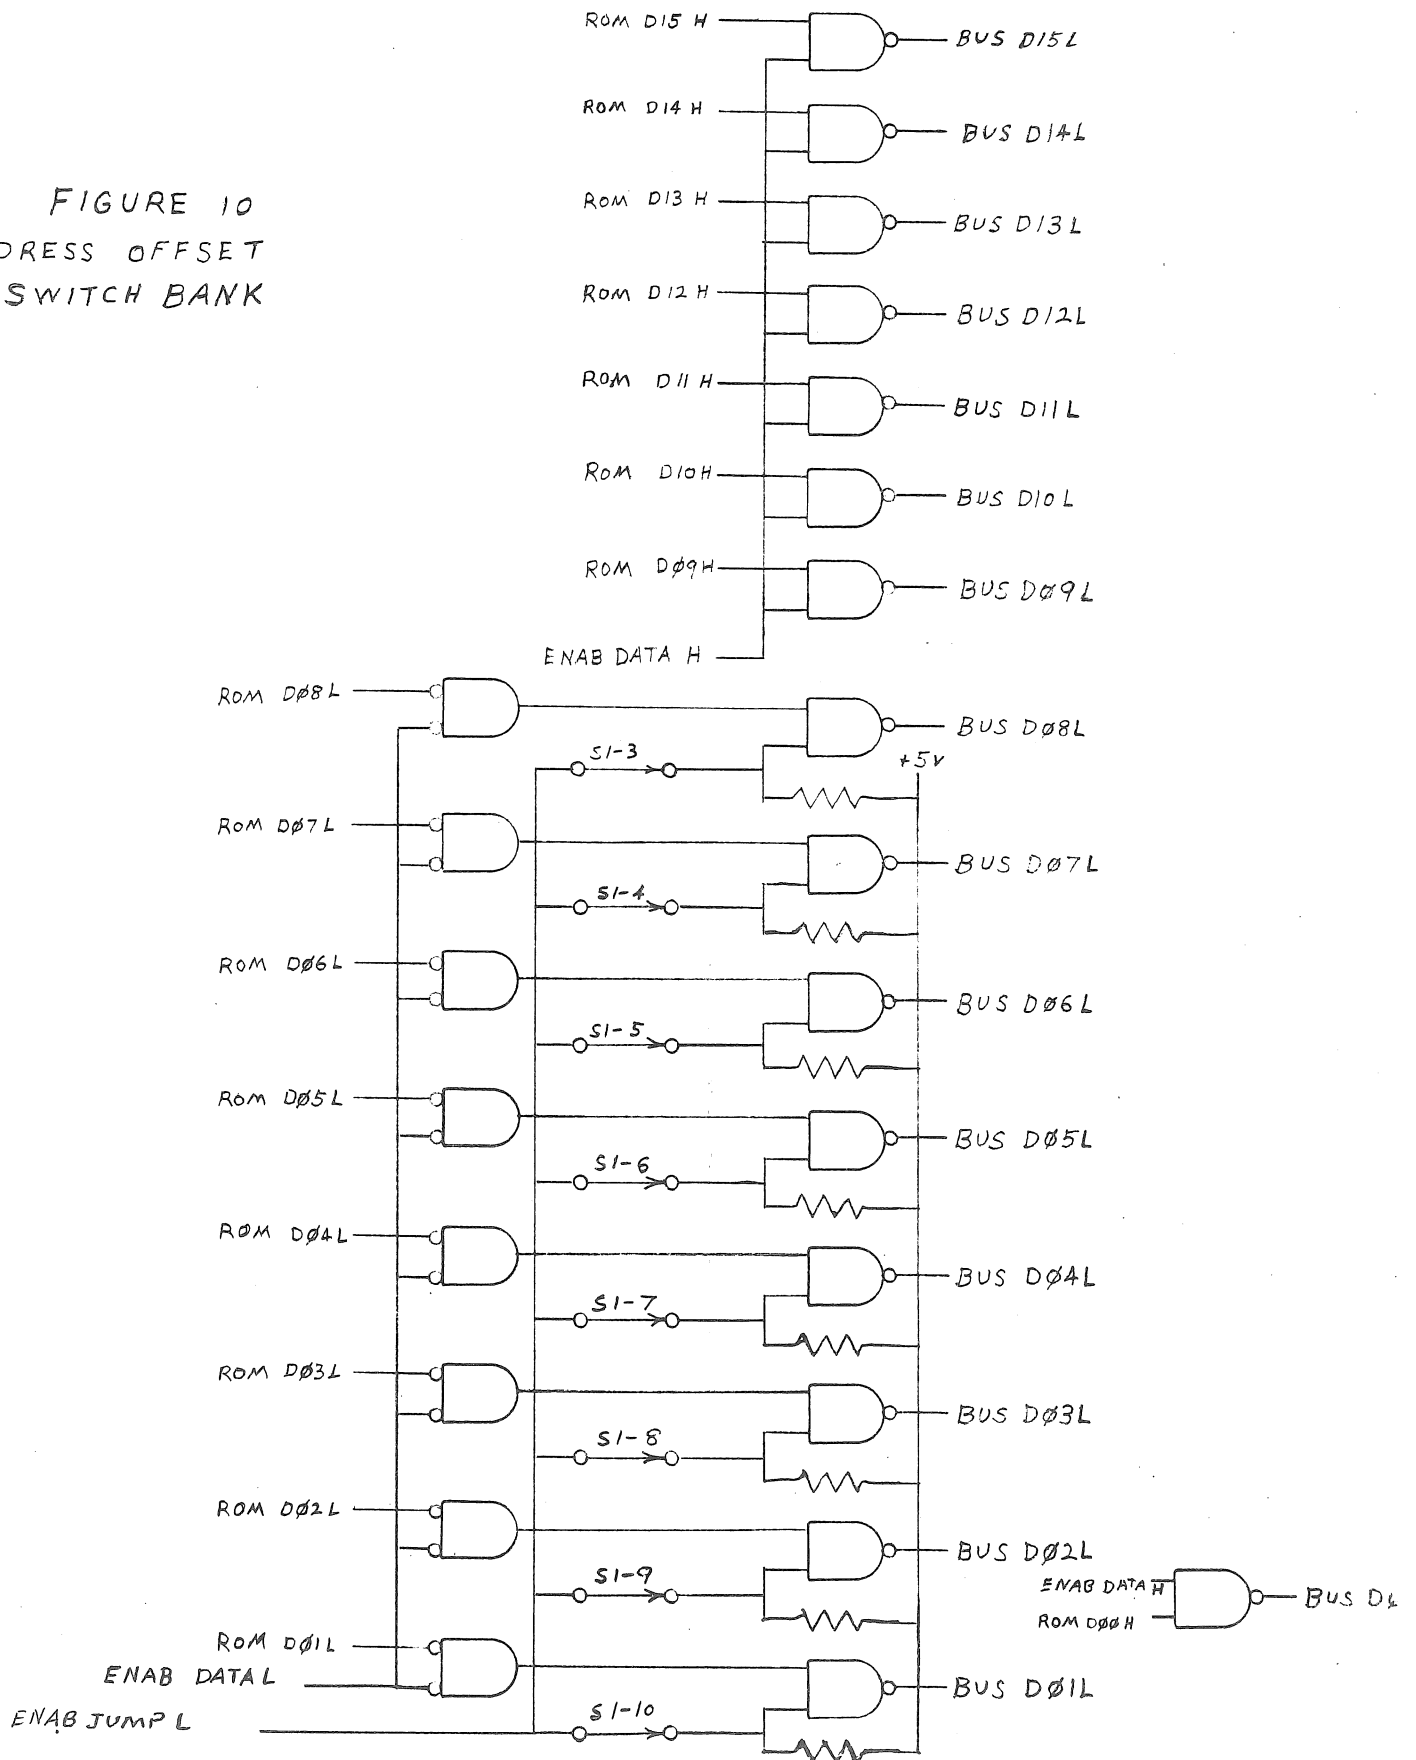 ROM D15 H
BUS D15L
ROM D14 H
BUS D14L
FIGURE 10
DRESS OFFSET
SWITCH BANK
ROM D13 H
BUS D13L
ROM D12H
BUS D12L
ROM D11 H
BUS D11L
ROM D10H
BUS D10L
ROM DØ9H
BUS DØ9L
ENAB DATA H
ROM DØ8L
BUS DØ8L
S1-3
+5V
ROM DØ7L
BUS DØ7L
S1-4
ROM DØ6L
BUS DØ6L
S1-5
ROM DØ5L
BUS DØ5L
S1-6
ROM DØ4L
BUS DØ4L
S1-7
ROM DØ3L
BUS DØ3L
S1-8
ROM DØ2L
BUS DØ2L
S1-9
ENAB DATA H
ROM DØØH
BUS
ROM DØ1L
ENAB DATAL
BUS DØ1L
S1-10
ENAB JUMP L